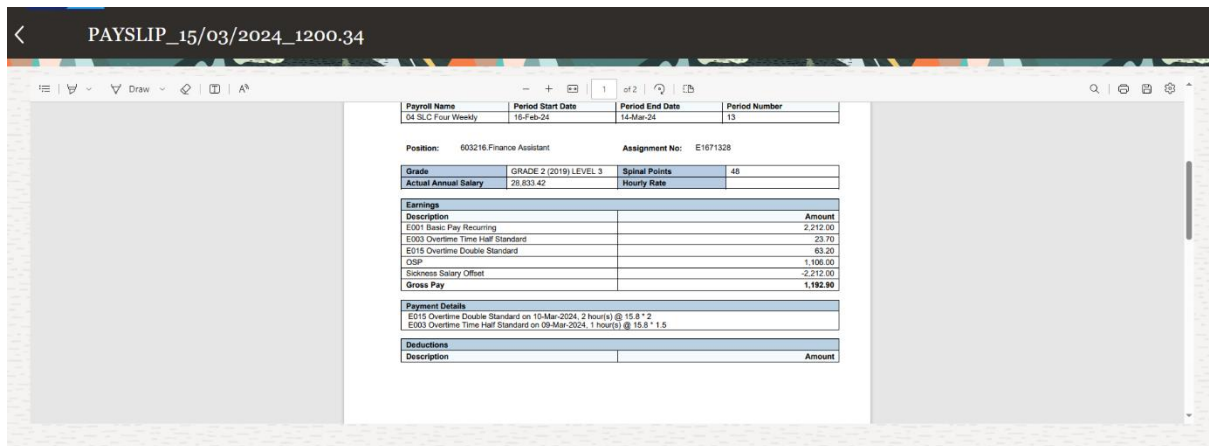 PAYSLIP_15/03/2024_1200.34
Draw 1 of 2
Payroll Name Period Start Date Period End Date Period Number
04 SLC Four Weekly 16-Feb-24 14-Mar-24 13
Position: 603216.Finance Assistant Assignment No: E1671328
Grade GRADE 2 (2019) LEVEL 3 Spinal Points 48
Actual Annual Salary 28,833.42 Hourly Rate
Earnings
Description Amount
E001 Basic Pay Recurring 2,212.00
E003 Overtime Time Half Standard 23.70
E015 Overtime Double Standard 63.20
OSP 1,106.00
Sickness Salary Offset -2,212.00
Gross Pay 1,192.90
Payment Details
E015 Overtime Double Standard on 10-Mar-2024, 2 hour(s) @ 15.8 * 2
E003 Overtime Time Half Standard on 09-Mar-2024, 1 hour(s) @ 15.8 * 1.5
Deductions
Description Amount